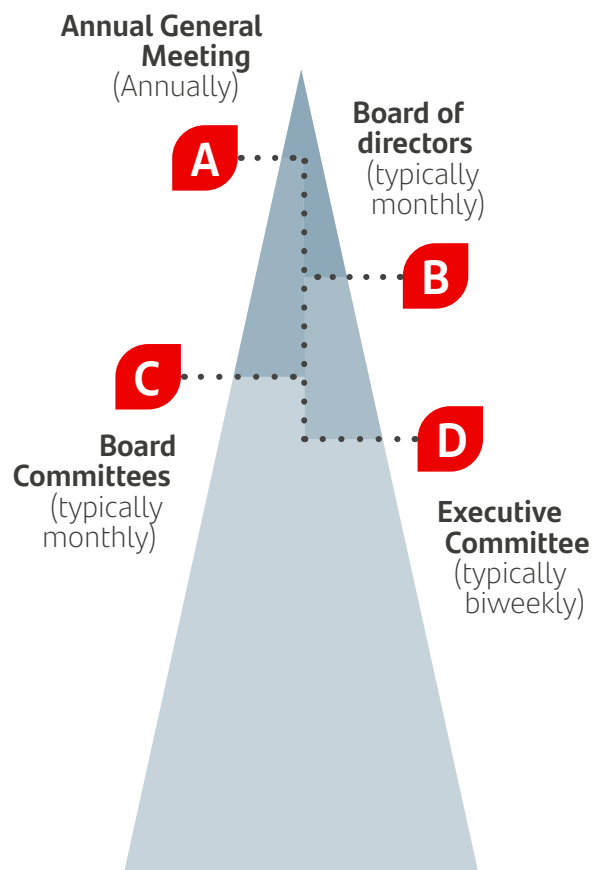 Annual General
Meeting
(Annually)
A
Board of
directors
(typically
monthly)
B
C
Board
Committees
(typically
monthly)
D
Executive
Committee
(typically
biweekly)